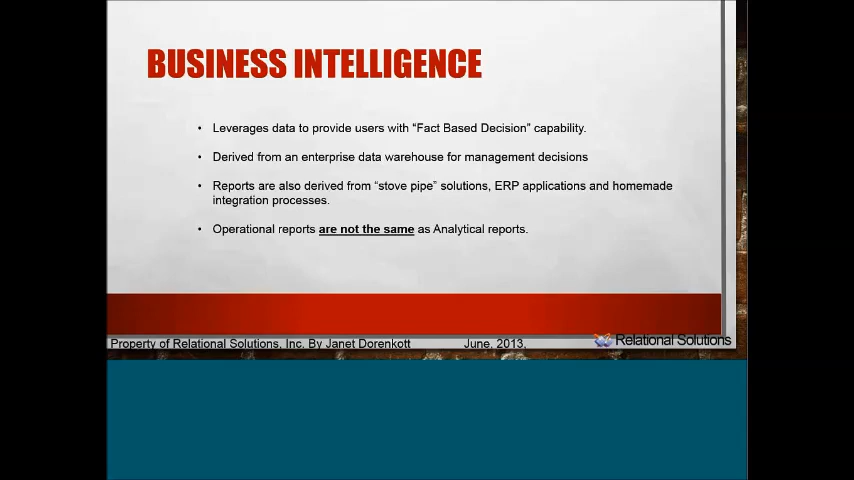 BUSINESS INTELLIGENCE
• Leverages data to provide users with “Fact Based Decision” capability.
• Derived from an enterprise data warehouse for management decisions
• Reports are also derived from “stove pipe” solutions, ERP applications and homemade
integration processes.
• Operational reports are not the same as Analytical reports.
Property of Relational Solutions, Inc. By Janet Dorenkott June, 2013, Relational Solutions